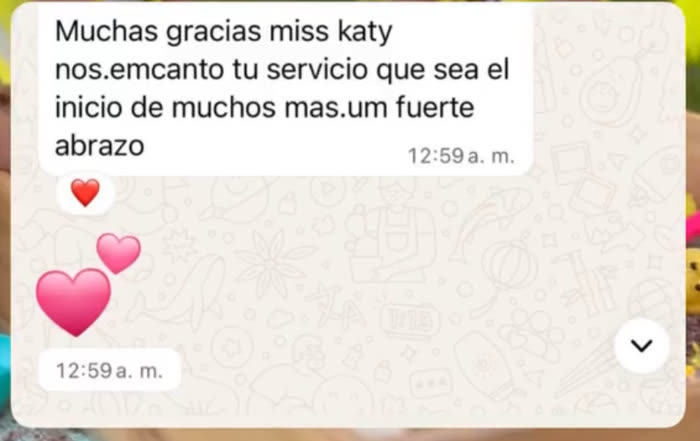 Muchas gracias miss katy
nos.emcanto tu servicio que sea el
inicio de muchos mas.um fuerte
abrazo
12:59 a. m.
12:59 a. m.